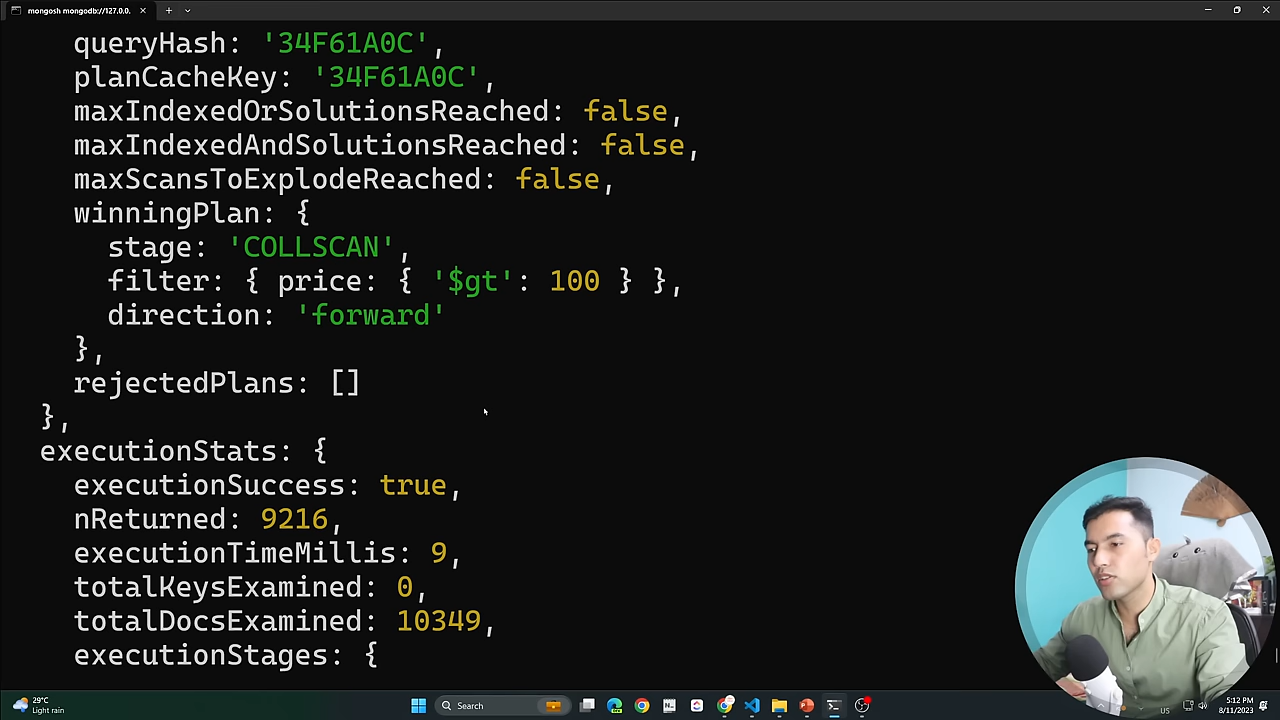 mongosh mongodb://127.0.0.
queryHash: '34F61A0C',
planCacheKey: '34F61A0C',
maxIndexedOrSolutionsReached: false,
maxIndexedAndSolutionsReached: false,
maxScansToExplodeReached: false,
winningPlan: {
stage: 'COLLSCAN',
filter: { price: { '$gt': 100 } },
direction: 'forward'
},
rejectedPlans: []
},
executionStats: {
executionSuccess: true,
nReturned: 9216,
executionTimeMillis: 9,
totalKeysExamined: 0,
totalDocsExamined: 10349,
executionStages: {
29°C
Light rain
Search
US
5:12 PM
8/11/2023